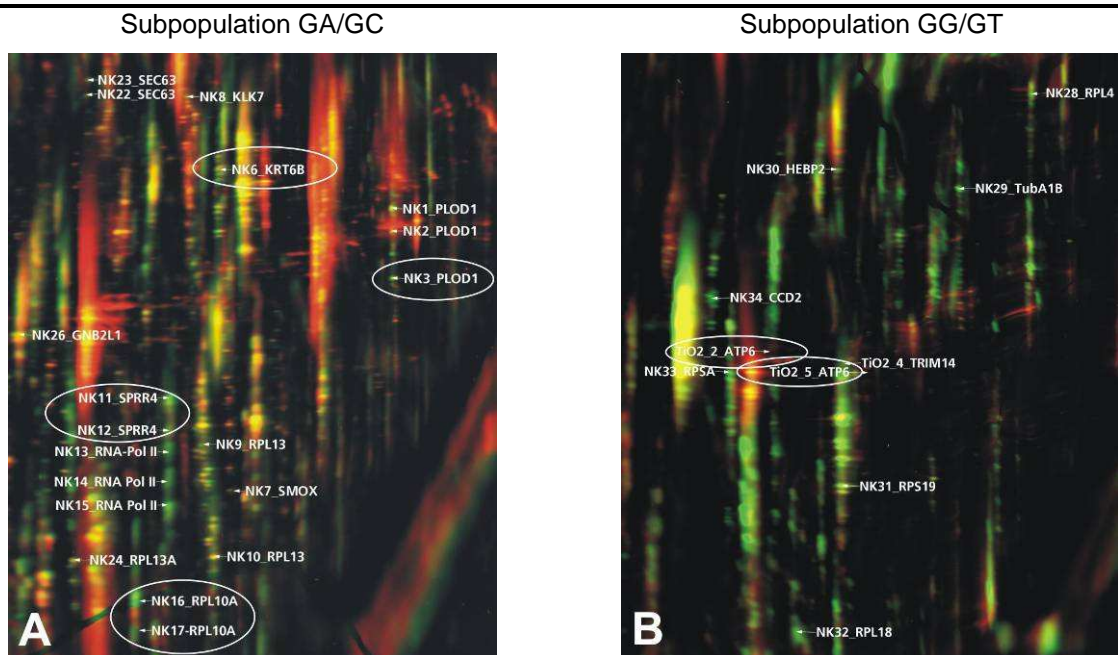 Subpopulation GA/GC
Subpopulation GG/GT
NK23_SEC63
NK22_SEC63
NK8_KLK7
NK6_KRT6B
NK1_PLOD1
NK2_PLOD1
NK3_PLOD1
NK26_GNB2L1
NK11_SPRR4
NK12_SPRR4
NK13_RNA-Pol II
NK9_RPL13
NK14_RNA Pol II
NK7_SMOX
NK15_RNA Pol II
NK24_RPL13A
NK10_RPL13
NK16_RPL10A
NK17-RPL10A
A
NK28_RPL4
NK30_HEBP2
NK29_TubA1B
NK34_CCD2
TiO2_2_ATP6
TiO2_4_TRIM14
NK33_RPSA
TiO2_5_ATP6
NK31_RPS19
NK32_RPL18
B